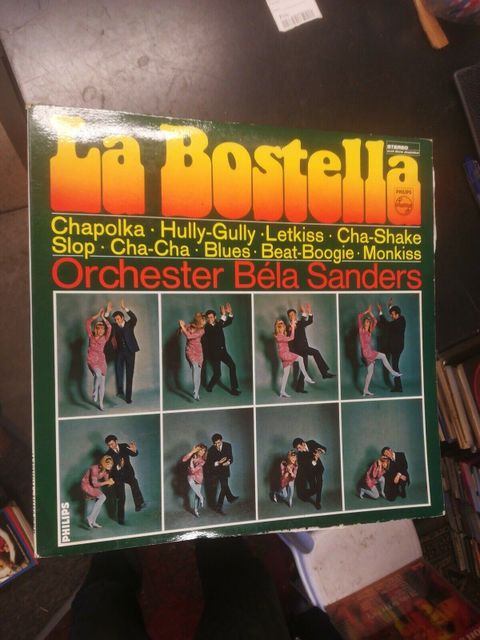 La Bostella
STEREO
PHILIPS
Chapolka · Hully-Gully · Letkiss · Cha-Shake
Slop · Cha-Cha · Blues · Beat-Boogie · Monkiss
Orchester Béla Sanders
PHILIPS